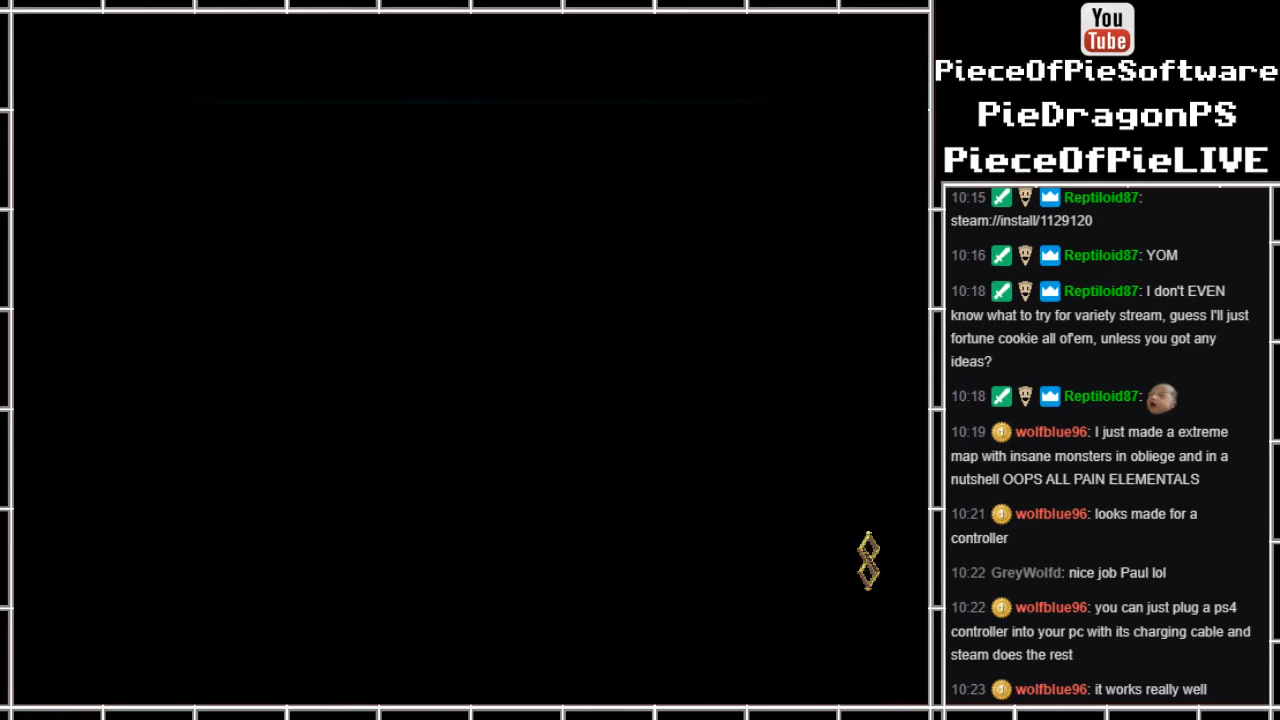 You
Tube
PieceOfPieSoftware
PieDragonPS
PieceOfPieLIVE
10:15 Reptiloid87:
steam://install/1129120
10:16 Reptiloid87: YOM
10:18 Reptiloid87: I don't EVEN
know what to try for variety stream, guess I'll just
fortune cookie all of'em, unless you got any
ideas?
10:18 Reptiloid87:
10:19 wolfblue96: I just made a extreme
map with insane monsters in obliege and in a
nutshell OOPS ALL PAIN ELEMENTALS
10:21 wolfblue96: looks made for a
controller
10:22 GreyWolfd: nice job Paul lol
10:22 wolfblue96: you can just plug a ps4
controller into your pc with its charging cable and
steam does the rest
10:23 wolfblue96: it works really well